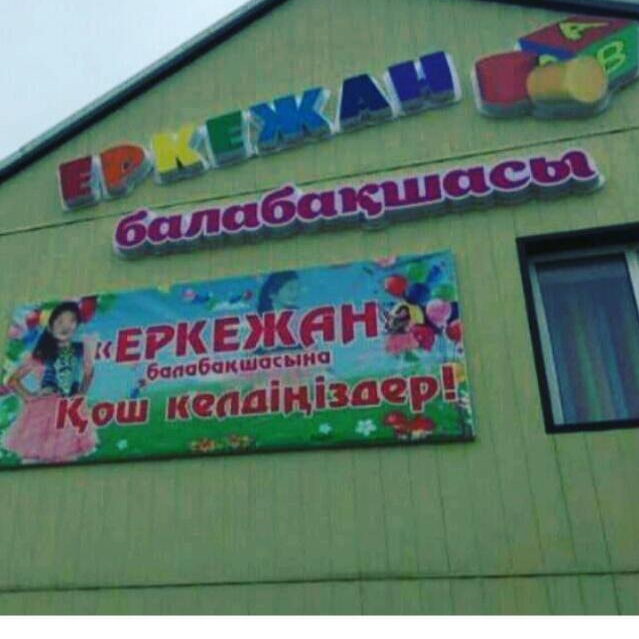 ЕРКЕЖАН
балабақшасы
«ЕРКЕЖАН
балабақшасына
Қош келдіңіздер!
A
B